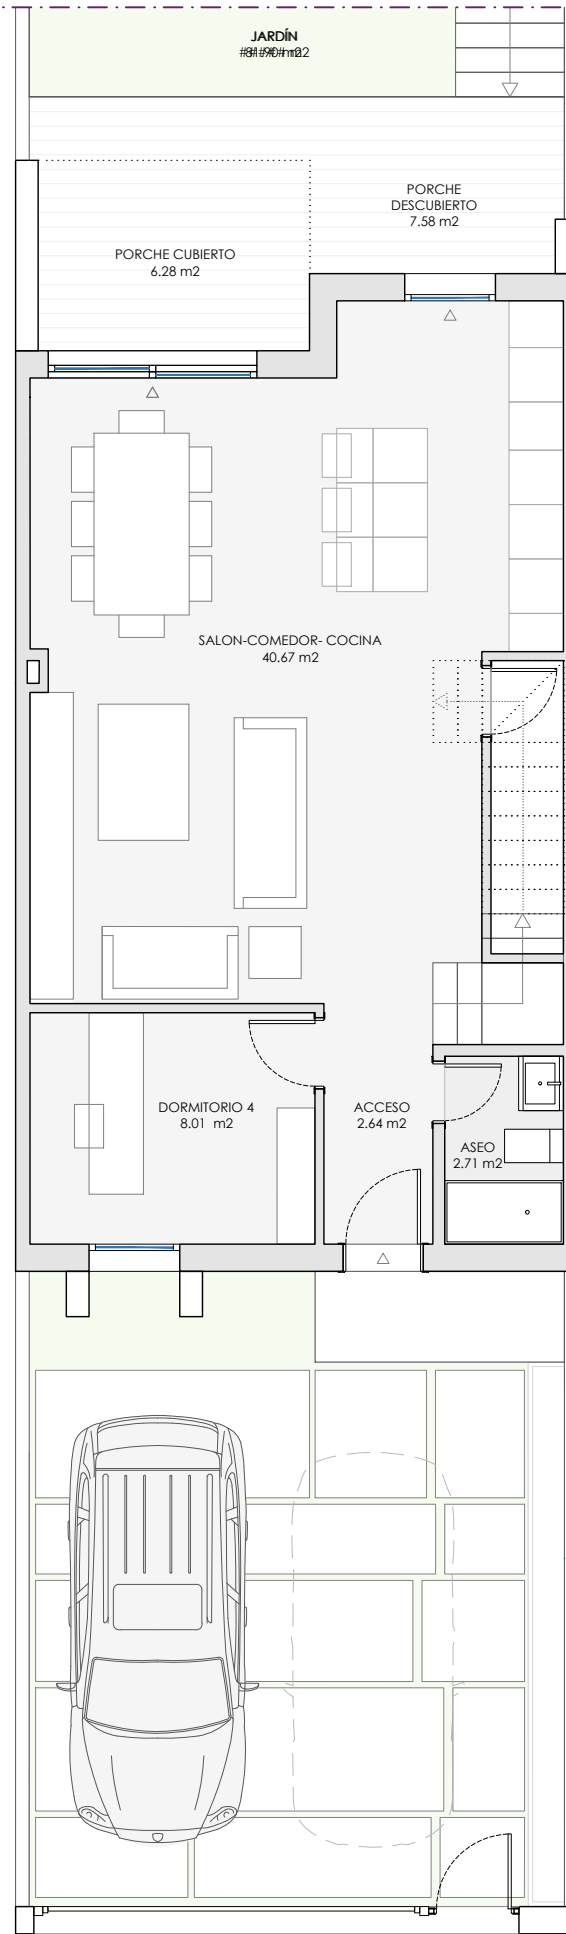 JARDÍN
PORCHE
DESCUBIERTO
7.58 m2
PORCHE CUBIERTO
6.28 m2
SALON-COMEDOR- COCINA
40.67 m2
DORMITORIO 4
8.01 m2
ACCESO
2.64 m2
ASEO
2.71 m2